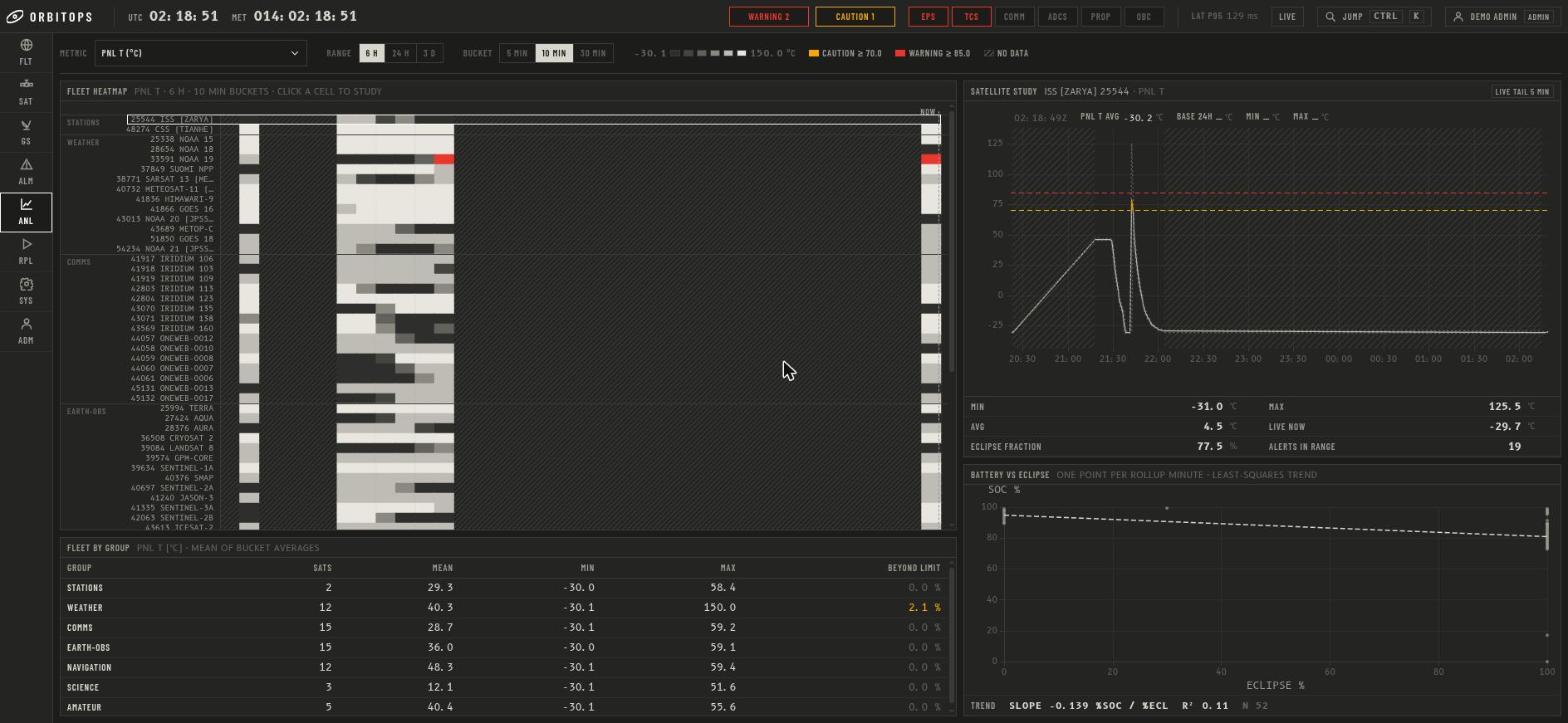 ORBITOPS UTC 02:18:51 MET 014:02:18:51 WARNING 2 CAUTION 1 EPS TCS COMM ADCS PROP OBC LAT P95 129 ms LIVE JUMP CTRL K DEMO ADMIN ADMIN
FLT
SAT
GS
ALM
ANL
RPL
SYS
ADM
METRIC PNL T (°C) RANGE 6 H 24 H 3 D BUCKET 5 MIN 10 MIN 30 MIN -30.1 150.0 °C CAUTION ≥ 70.0 WARNING ≥ 85.0 NO DATA
FLEET HEATMAP PNL T · 6 H · 10 MIN BUCKETS · CLICK A CELL TO STUDY
NOW
STATIONS
25544 ISS [ZARYA]
48274 CSS [TIANHE]
WEATHER
25338 NOAA 15
28654 NOAA 18
33591 NOAA 19
37849 SUOMI NPP
38771 SARSAT 13 [ME…
40732 METEOSAT-11 […
41836 HIMAWARI-9
41866 GOES 16
43013 NOAA 20 [JPSS…
43689 METOP-C
51850 GOES 18
54234 NOAA 21 [JPSS…
COMMS
41917 IRIDIUM 106
41918 IRIDIUM 103
41919 IRIDIUM 109
42803 IRIDIUM 113
42804 IRIDIUM 123
43070 IRIDIUM 135
43071 IRIDIUM 138
43569 IRIDIUM 160
44057 ONEWEB-0012
44058 ONEWEB-0010
44059 ONEWEB-0008
44060 ONEWEB-0007
44061 ONEWEB-0006
45131 ONEWEB-0013
45132 ONEWEB-0017
EARTH-OBS
25994 TERRA
27424 AQUA
28376 AURA
36508 CRYOSAT 2
39084 LANDSAT 8
39574 GPM-CORE
39634 SENTINEL-1A
40376 SMAP
40697 SENTINEL-2A
41240 JASON-3
41335 SENTINEL-3A
42063 SENTINEL-2B
43613 ICESAT-2
FLEET BY GROUP PNL T [°C] · MEAN OF BUCKET AVERAGES
GROUP SATS MEAN MIN MAX BEYOND LIMIT
STATIONS 2 29.3 -30.0 58.4 0.0 %
WEATHER 12 40.3 -30.1 150.0 2.1 %
COMMS 15 28.7 -30.1 59.2 0.0 %
EARTH-OBS 15 36.0 -30.0 59.1 0.0 %
NAVIGATION 12 48.3 -30.1 59.4 0.0 %
SCIENCE 3 12.1 -30.1 51.6 0.0 %
AMATEUR 5 40.4 -30.1 55.6 0.0 %
SATELLITE STUDY ISS [ZARYA] 25544 · PNL T LIVE TAIL 5 MIN
02:18:49Z PNL T AVG -30.2 °C BASE 24H … °C MIN … °C MAX … °C
125
100
75
50
25
0
-25
20:30 21:00 21:30 22:00 22:30 23:00 23:30 00:00 00:30 01:00 01:30 02:00
MIN -31.0 °C MAX 125.5 °C
AVG 4.5 °C LIVE NOW -29.7 °C
ECLIPSE FRACTION 77.5 % ALERTS IN RANGE 19
BATTERY VS ECLIPSE ONE POINT PER ROLLUP MINUTE · LEAST-SQUARES TREND
SOC %
100
80
60
40
20
0
0 20 40 60 80 100
ECLIPSE %
TREND SLOPE -0.139 %SOC / %ECL R² 0.11 N 52